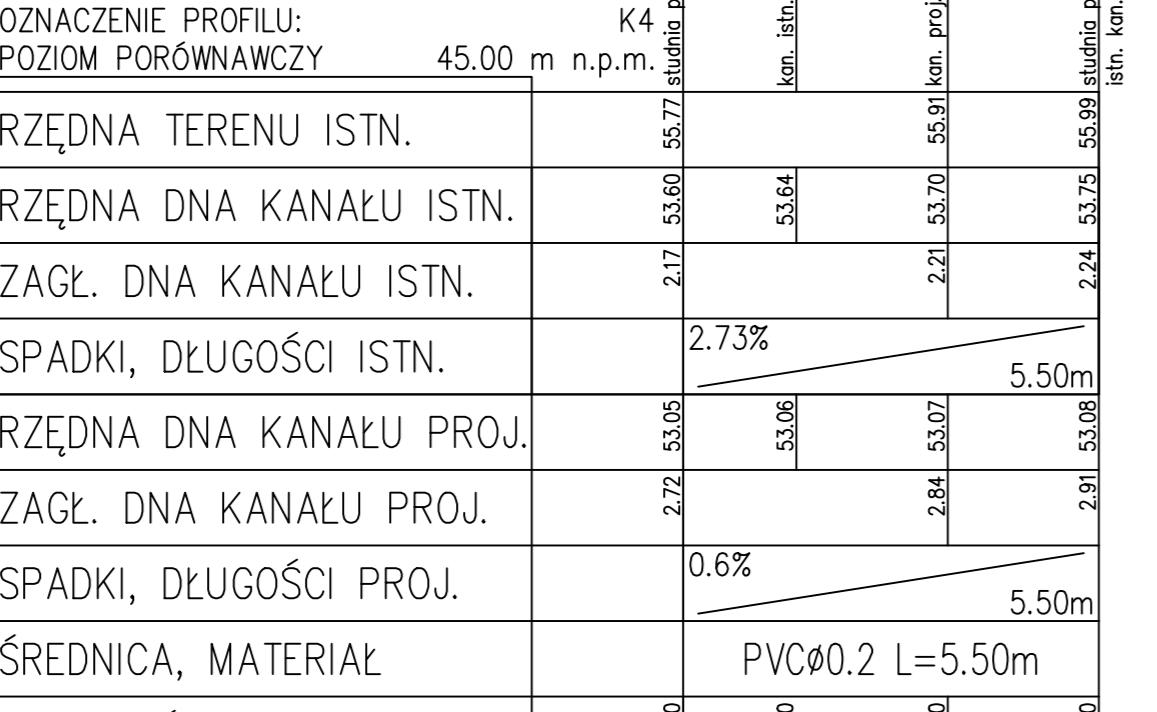 OZNACZENIE PROFILU: K4
POZIOM PORÓWNAWCZY 45.00 m n.p.m.
studnia
kan. istn.
kan. proj.
studnia
istn. kan.
RZĘDNA TERENU ISTN. 55.77 55.91 55.99
RZĘDNA DNA KANAŁU ISTN. 53.60 53.64 53.70 53.75
ZAGŁ. DNA KANAŁU ISTN. 2.17 2.21 2.24
SPADKI, DŁUGOŚCI ISTN. 2.73% 5.50m
RZĘDNA DNA KANAŁU PROJ. 53.05 53.06 53.07 53.08
ZAGŁ. DNA KANAŁU PROJ. 2.72 2.84 2.91
SPADKI, DŁUGOŚCI PROJ. 0.6% 5.50m
ŚREDNICA, MATERIAŁ PVCø0.2 L=5.50m